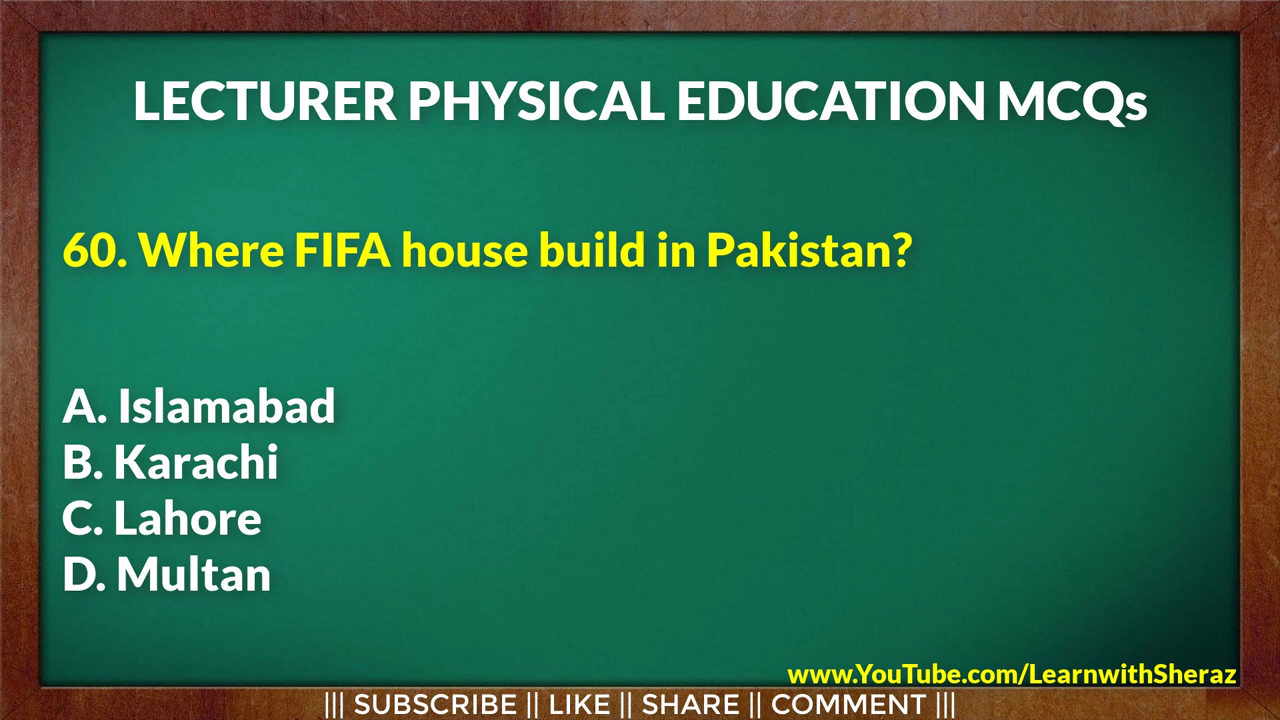 LECTURER PHYSICAL EDUCATION MCQs
60. Where FIFA house build in Pakistan?
A. Islamabad
B. Karachi
C. Lahore
D. Multan
www.YouTube.com/LearnwithSheraz
||| SUBSCRIBE || LIKE || SHARE || COMMENT |||